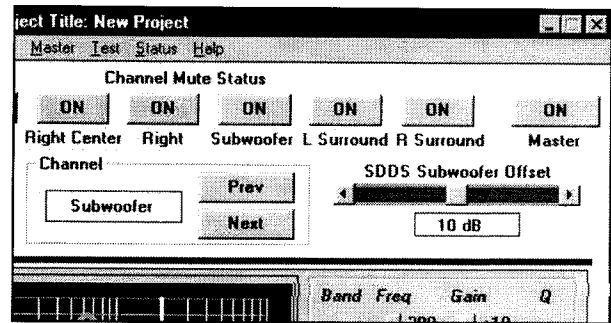 ject Title: New Project
Master Test Status Help
Channel Mute Status
ON ON ON ON ON ON
Right Center Right Subwoofer L Surround R Surround Master
Channel SDDS Subwoofer Offset
Prev
Subwoofer
Next 10 dB
Band Freq Gain Q